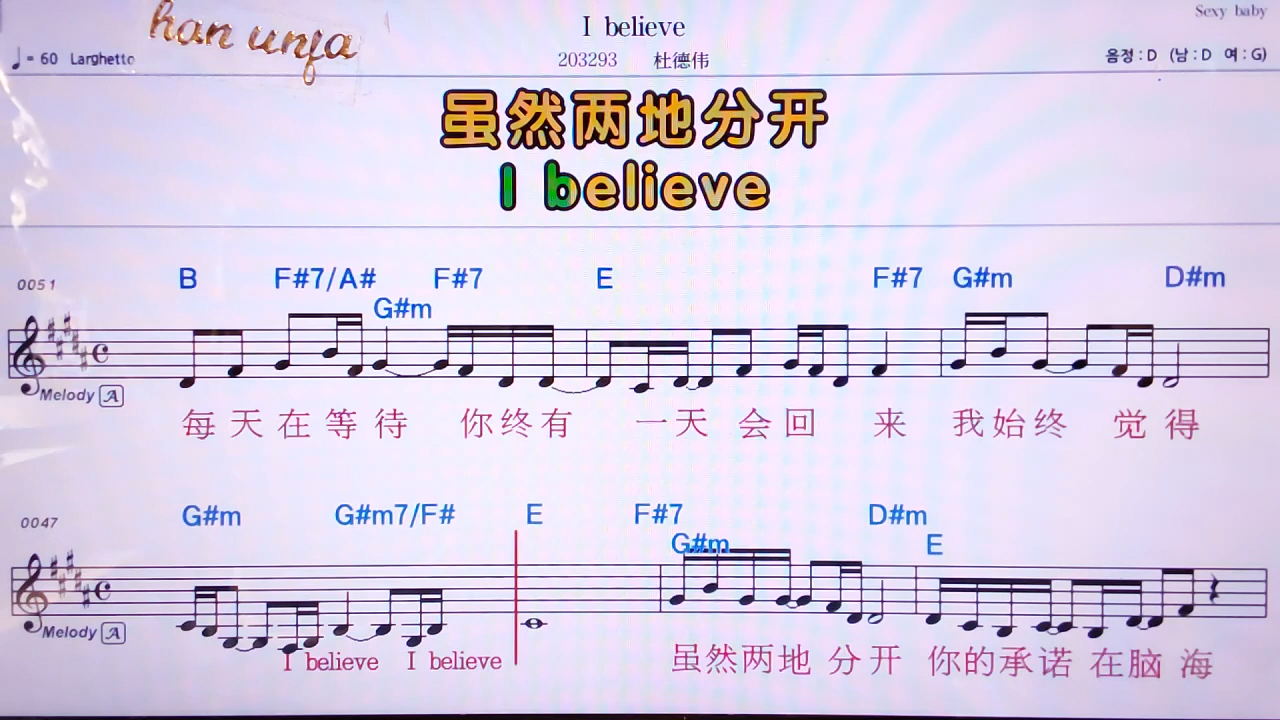 han unja
I believe
Sexy baby
♩= 60 Larghetto
203293 杜德伟
음정 : D (남 : D 여 : G)
虽然两地分开
I believe
0051
B F#7/A# G#m F#7 E F#7 G#m D#m
Melody A
每天在等待 你终有 一天 会回 来 我始终 觉得
0047
G#m G#m7/F# E F#7 G#m D#m E
Melody A
I believe I believe 虽然两地 分开 你的承诺 在脑 海